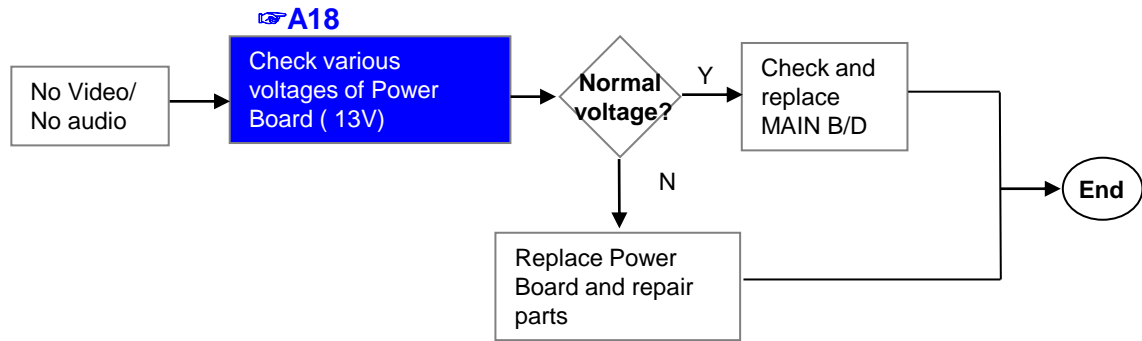 ☞A18
No Video/
No audio
Check various
voltages of Power
Board ( 13V)
Normal
voltage?
Y
Check and
replace
MAIN B/D
N
End
Replace Power
Board and repair
parts